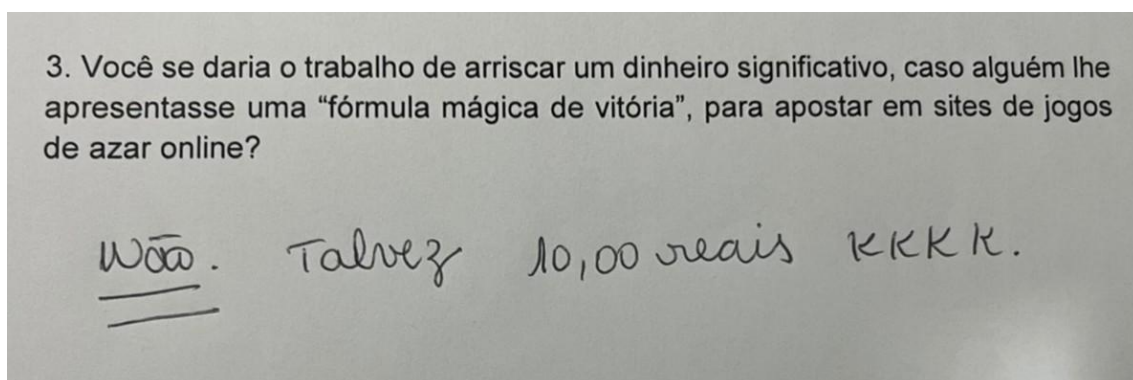 3. Você se daria o trabalho de arriscar um dinheiro significativo, caso alguém lhe
apresentasse uma “fórmula mágica de vitória”, para apostar em sites de jogos
de azar online?
Não. Talvez 10,00 reais KKKK.